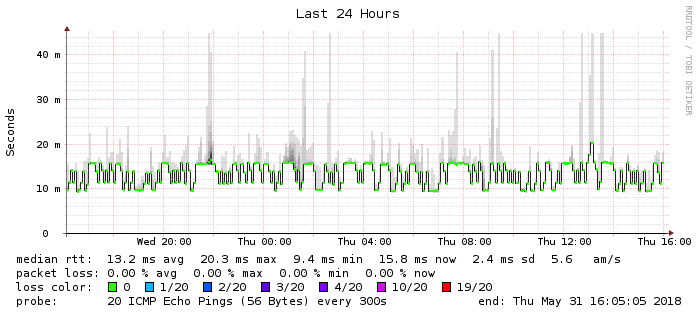 Last 24 Hours
RRDTOOL / TOBI OETIKER
Seconds
40 m
30 m
20 m
10 m
0
Wed 20:00 Thu 00:00 Thu 04:00 Thu 08:00 Thu 12:00 Thu 16:00
median rtt: 13.2 ms avg 20.3 ms max 9.4 ms min 15.8 ms now 2.4 ms sd 5.6 am/s
packet loss: 0.00 % avg 0.00 % max 0.00 % min 0.00 % now
loss color: 0 1/20 2/20 3/20 4/20 10/20 19/20
probe: 20 ICMP Echo Pings (56 Bytes) every 300s end: Thu May 31 16:05:05 2018